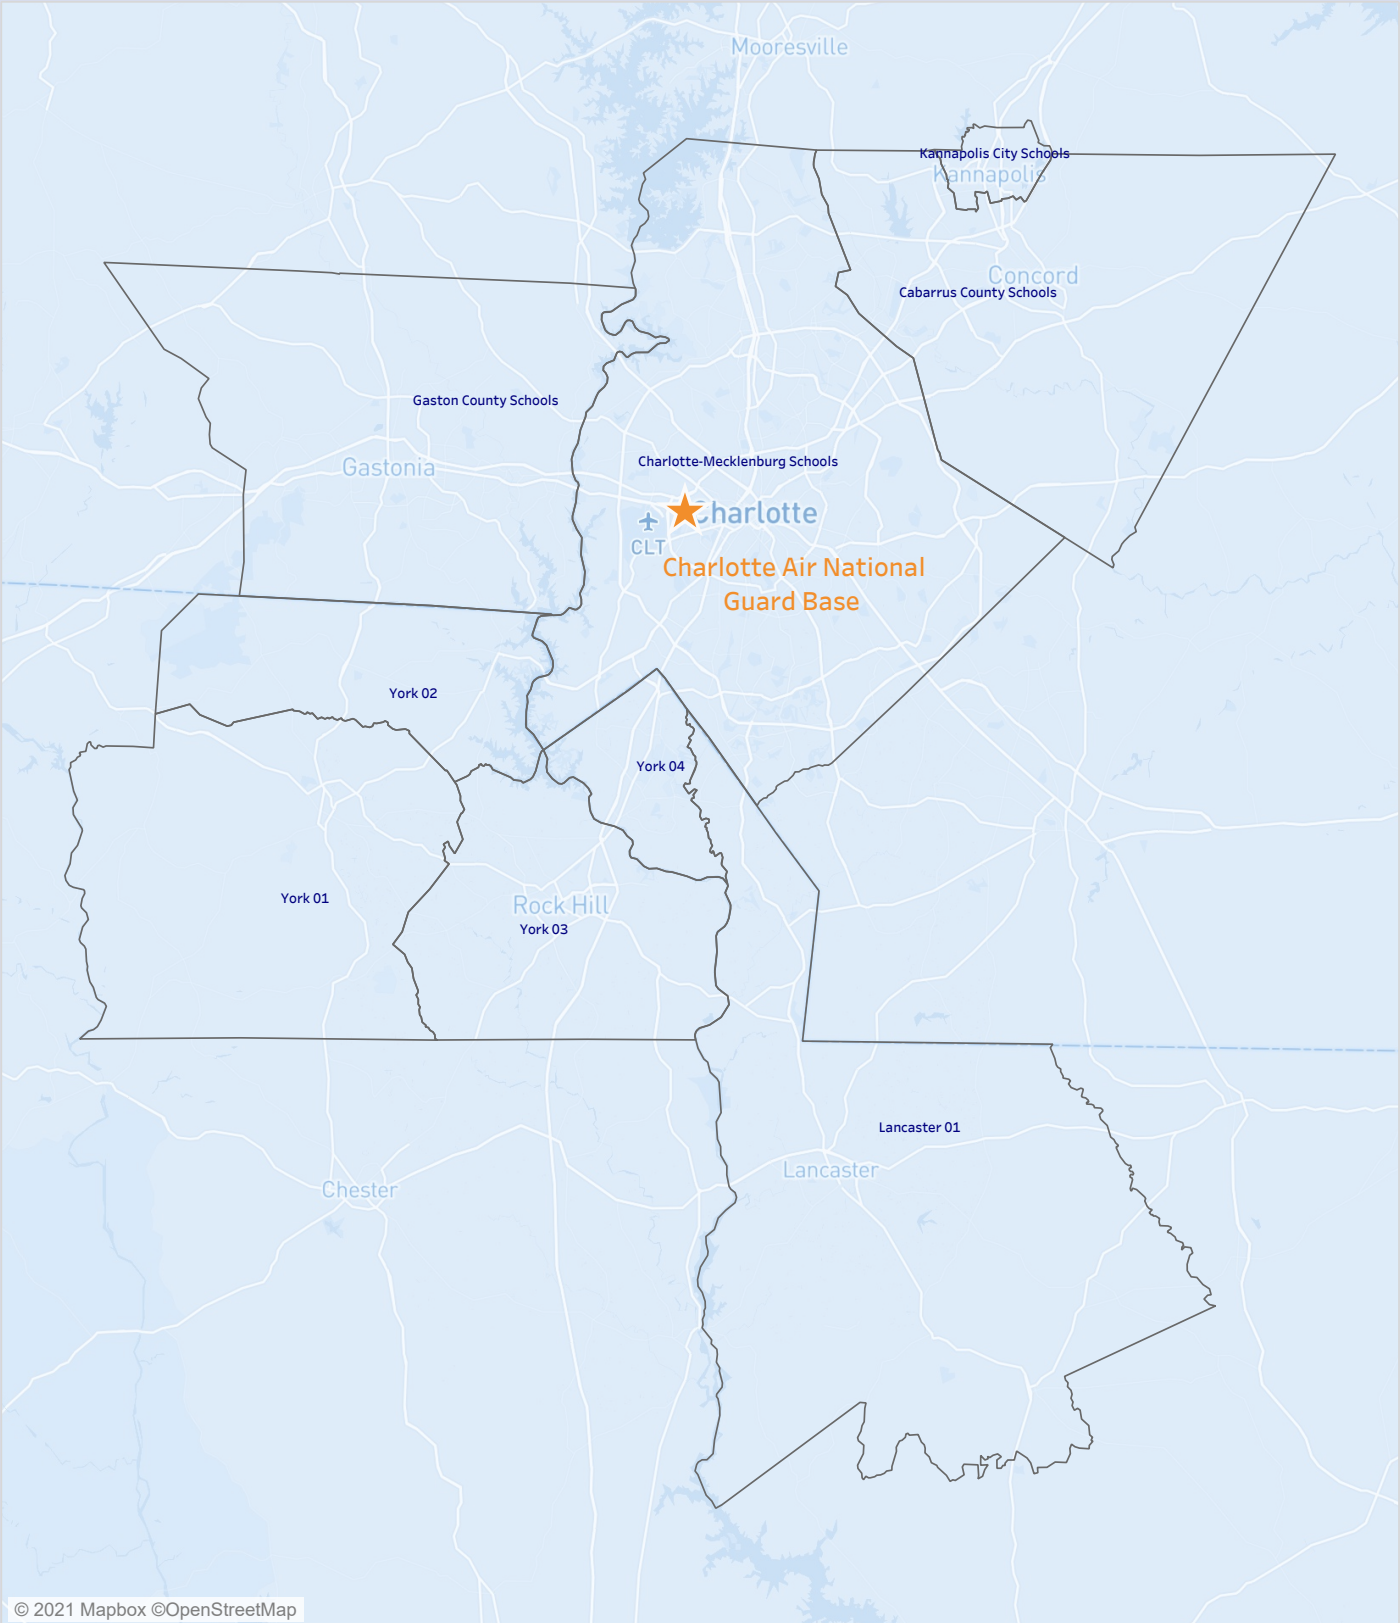 Mooresville
Kannapolis City Schools
Kannapolis
Concord
Cabarrus County Schools
Gaston County Schools
Gastonia
Charlotte-Mecklenburg Schools
Charlotte
CLT
Charlotte Air National
Guard Base
York 02
York 04
York 01
Rock Hill
York 03
Lancaster 01
Lancaster
Chester
© 2021 Mapbox ©OpenStreetMap